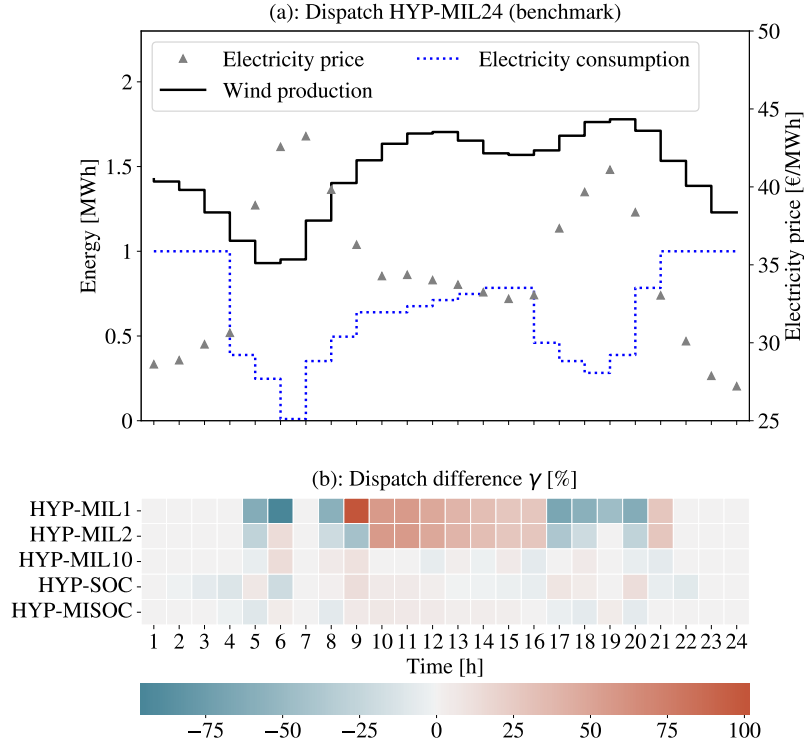 (a): Dispatch HYP-MIL24 (benchmark)
Electricity price
Electricity consumption
Wind production
Energy [MWh]
2
1.5
1
0.5
0
Electricity price [€/MWh]
50
45
40
35
30
25
(b): Dispatch difference γ [%]
HYP-MIL1
HYP-MIL2
HYP-MIL10
HYP-SOC
HYP-MISOC
1 2 3 4 5 6 7 8 9 10 11 12 13 14 15 16 17 18 19 20 21 22 23 24
Time [h]
−75 −50 −25 0 25 50 75 100